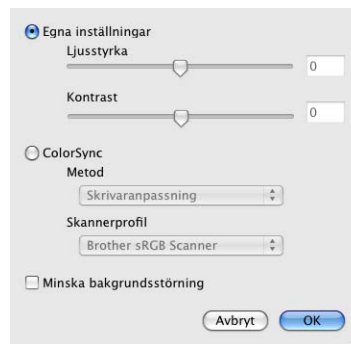 Egna inställningar
Ljusstyrka
0
Kontrast
0
ColorSync
Metod
Skrivaranpassning
Skannerprofil
Brother sRGB Scanner
Minska bakgrundsstörning
Avbryt OK